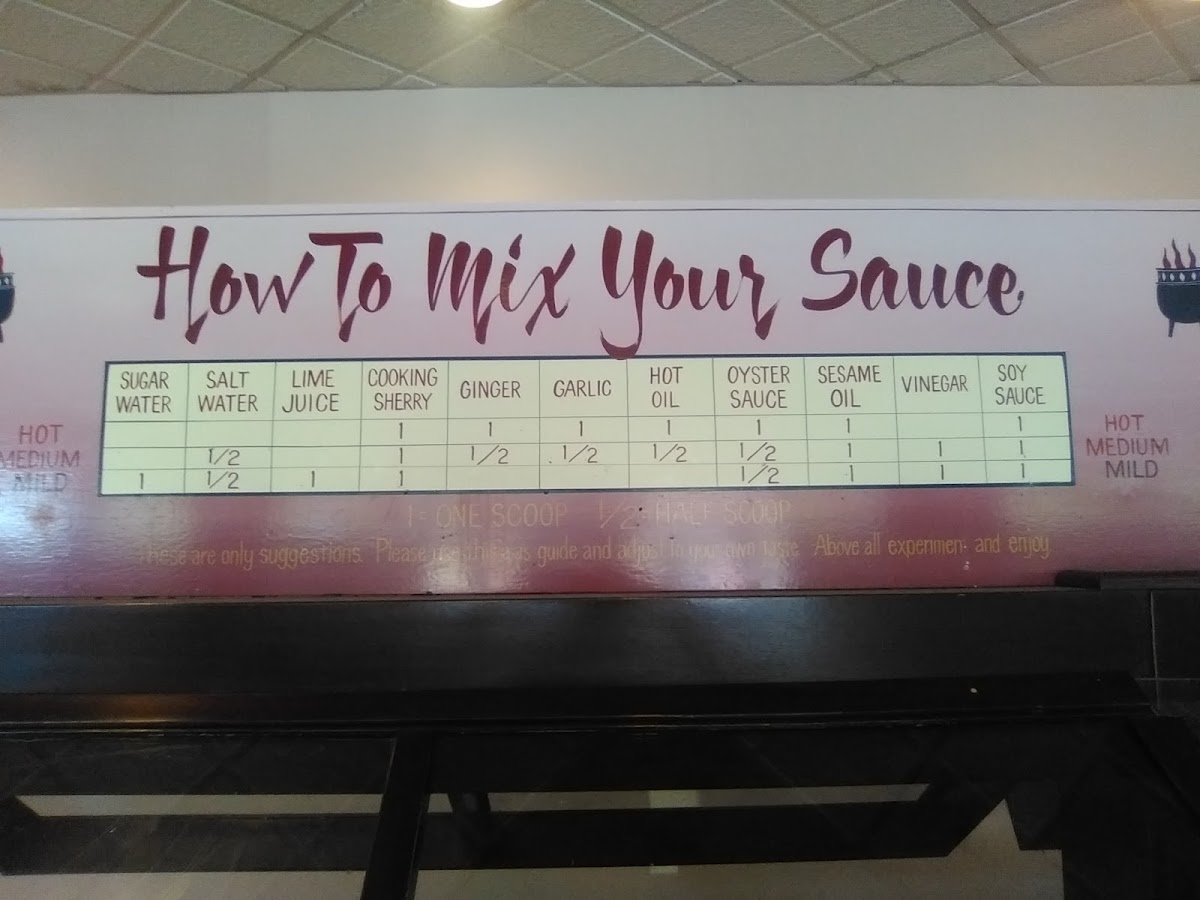 How To Mix Your Sauce
SUGAR WATER SALT WATER LIME JUICE COOKING SHERRY GINGER GARLIC HOT OIL OYSTER SAUCE SESAME OIL VINEGAR SOY SAUCE
HOT 1 1 1 1 1 1 1 HOT
MEDIUM 1/2 1 1/2 1/2 1/2 1/2 1 1 1 MEDIUM
MILD 1 1/2 1 1 1/2 1 1 1 MILD
1 = ONE SCOOP 1/2 = HALF SCOOP
These are only suggestions. Please use this as guide and adjust to your own taste. Above all experiment and enjoy